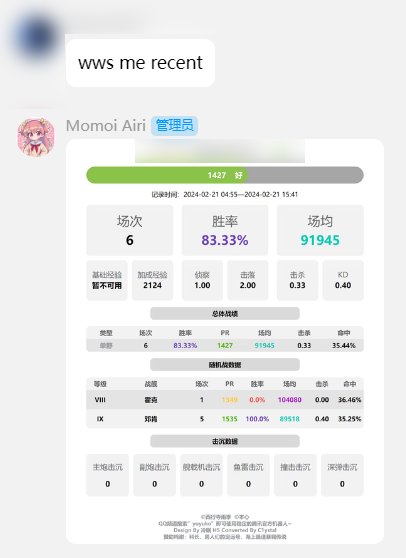 wws me recent
Momoi Airi 管理员
1427 好
记录时间: 2024-02-21 04:55—2024-02-21 15:41
场次 胜率 场均
6 83.33% 91945
基础经验 加成经验 侦察 击落 击杀 KD
暂不可用 2124 1.00 2.00 0.33 0.40
总体战绩
类型 场次 胜率 PR 场均 击杀 命中
单野 6 83.33% 1427 91945 0.33 35.44%
随机战数据
等级 战舰 场次 PR 胜率 场均 击杀 命中
VIII 霍克 1 0.0% 104080 0.00 36.46%
IX 邓肯 5 1535 100.0% 89518 0.40 35.25%
击沉数据
主炮击沉 副炮击沉 舰载机击沉 鱼雷击沉 撞击击沉 深弹击沉
0 0 0 0 0 0